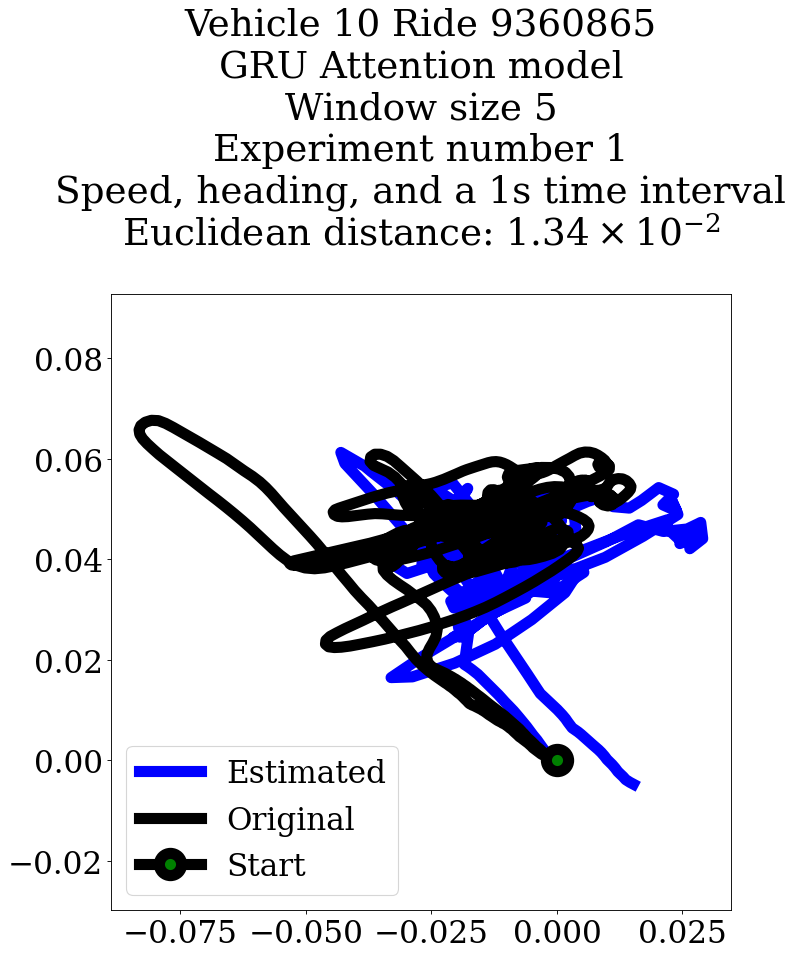 Vehicle 10 Ride 9360865
GRU Attention model
Window size 5
Experiment number 1
Speed, heading, and a 1s time interval
Euclidean distance: 1.34 × 10⁻²
0.08
0.06
0.04
0.02
0.00
−0.02
Estimated
Original
Start
−0.075 −0.050 −0.025 0.000 0.025